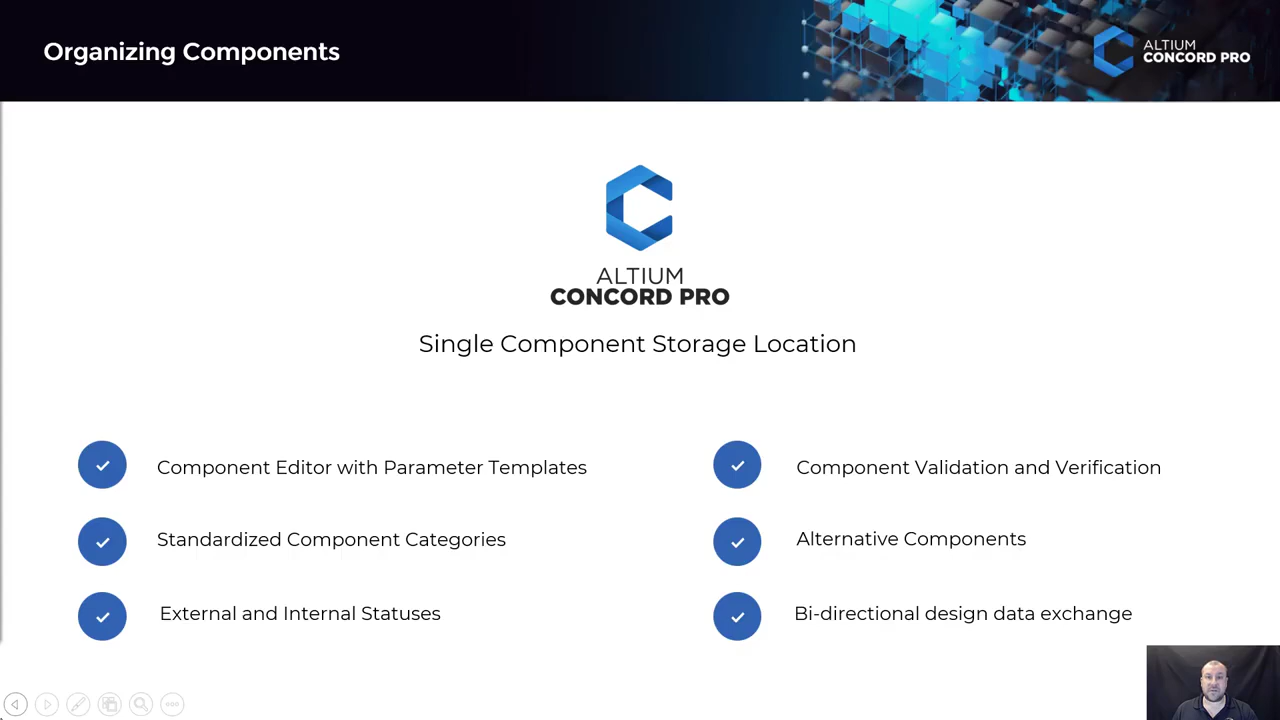 Organizing Components
ALTIUM
CONCORD PRO
ALTIUM
CONCORD PRO
Single Component Storage Location
Component Editor with Parameter Templates
Standardized Component Categories
External and Internal Statuses
Component Validation and Verification
Alternative Components
Bi-directional design data exchange